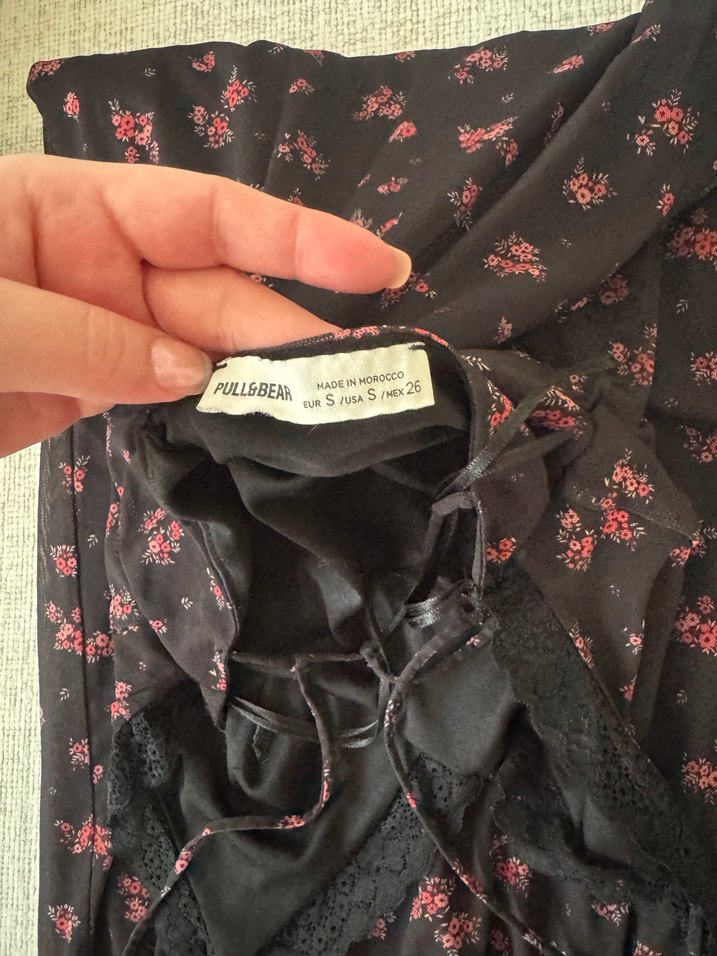 PULL&BEAR
MADE IN MOROCCO
EUR S / USA S / MEX 26